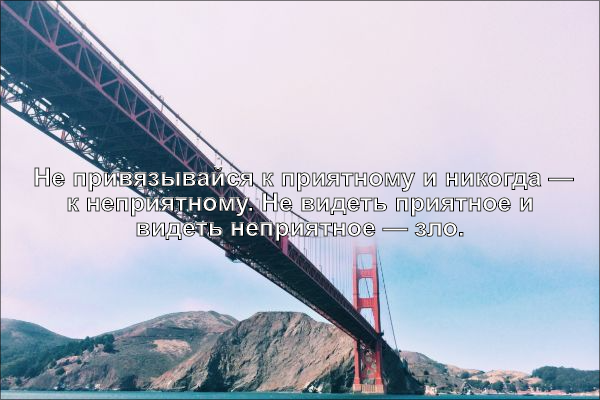 Не привязывайся к приятному и никогда —
к неприятному. Не видеть приятное и
видеть неприятное — зло.